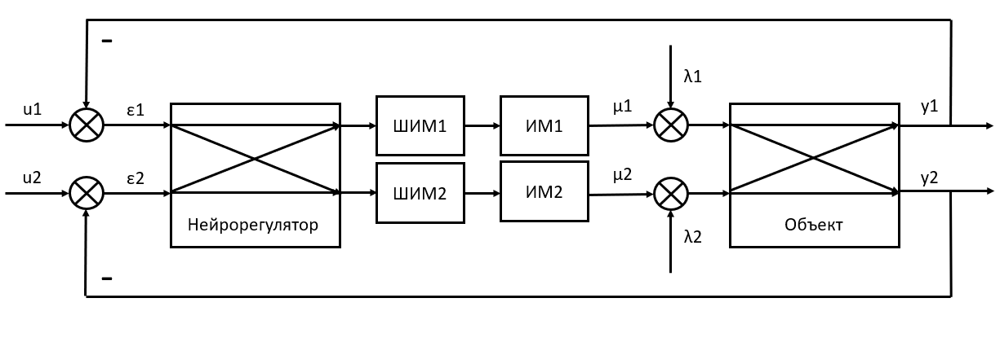 -
λ1
u1
ε1
ШИМ1
ИМ1
μ1
y1
u2
ε2
ШИМ2
ИМ2
μ2
y2
Нейрорегулятор
λ2
Объект
-